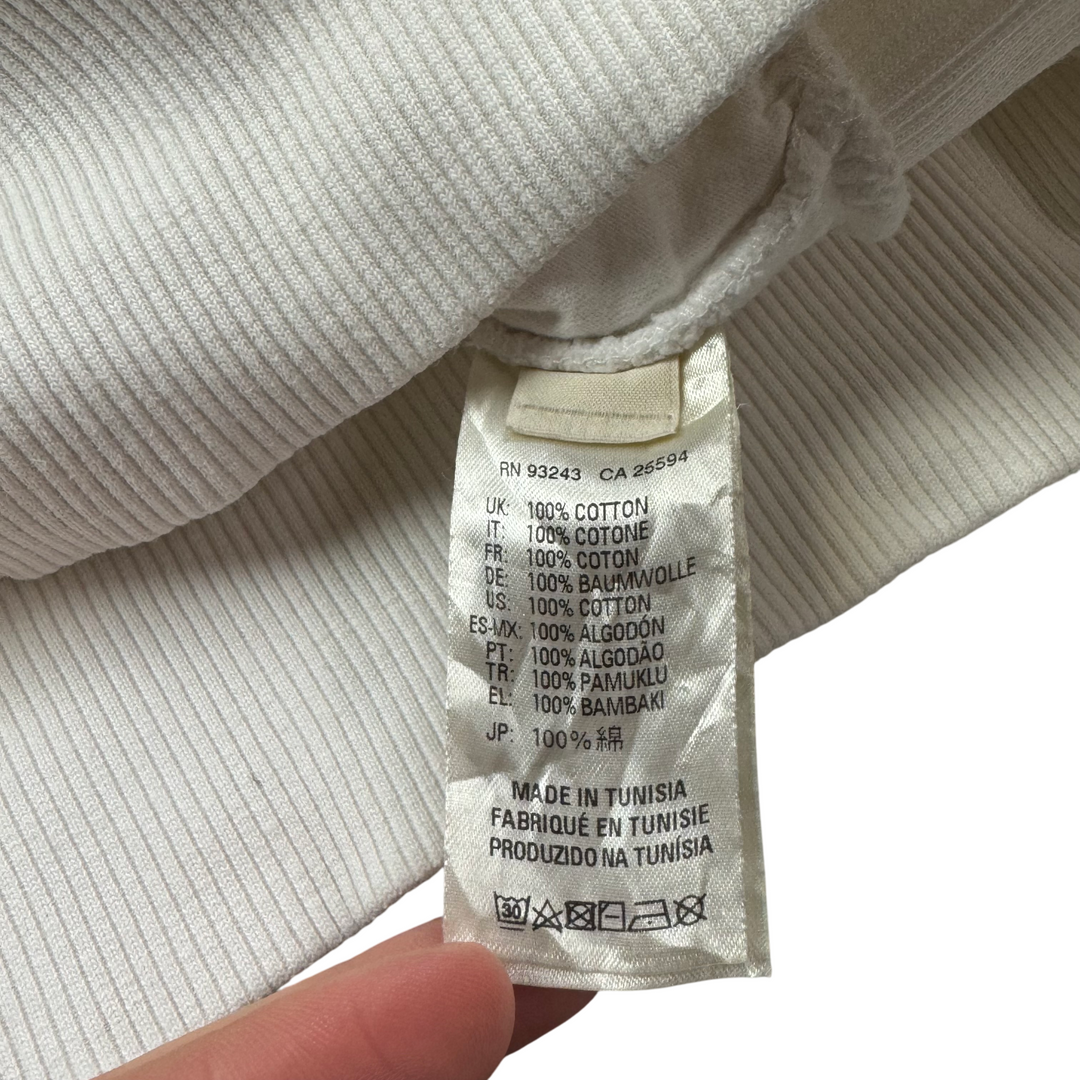 RN 93243 CA 25594
UK: 100% COTTON
IT: 100% COTONE
FR: 100% COTON
DE: 100% BAUMWOLLE
US: 100% COTTON
ES-MX: 100% ALGODÓN
PT: 100% ALGODÃO
TR: 100% PAMUKLU
EL: 100% BAMBAKI
JP: 100% 綿
MADE IN TUNISIA
FABRIQUÉ EN TUNISIE
PRODUZIDO NA TUNÍSIA
30